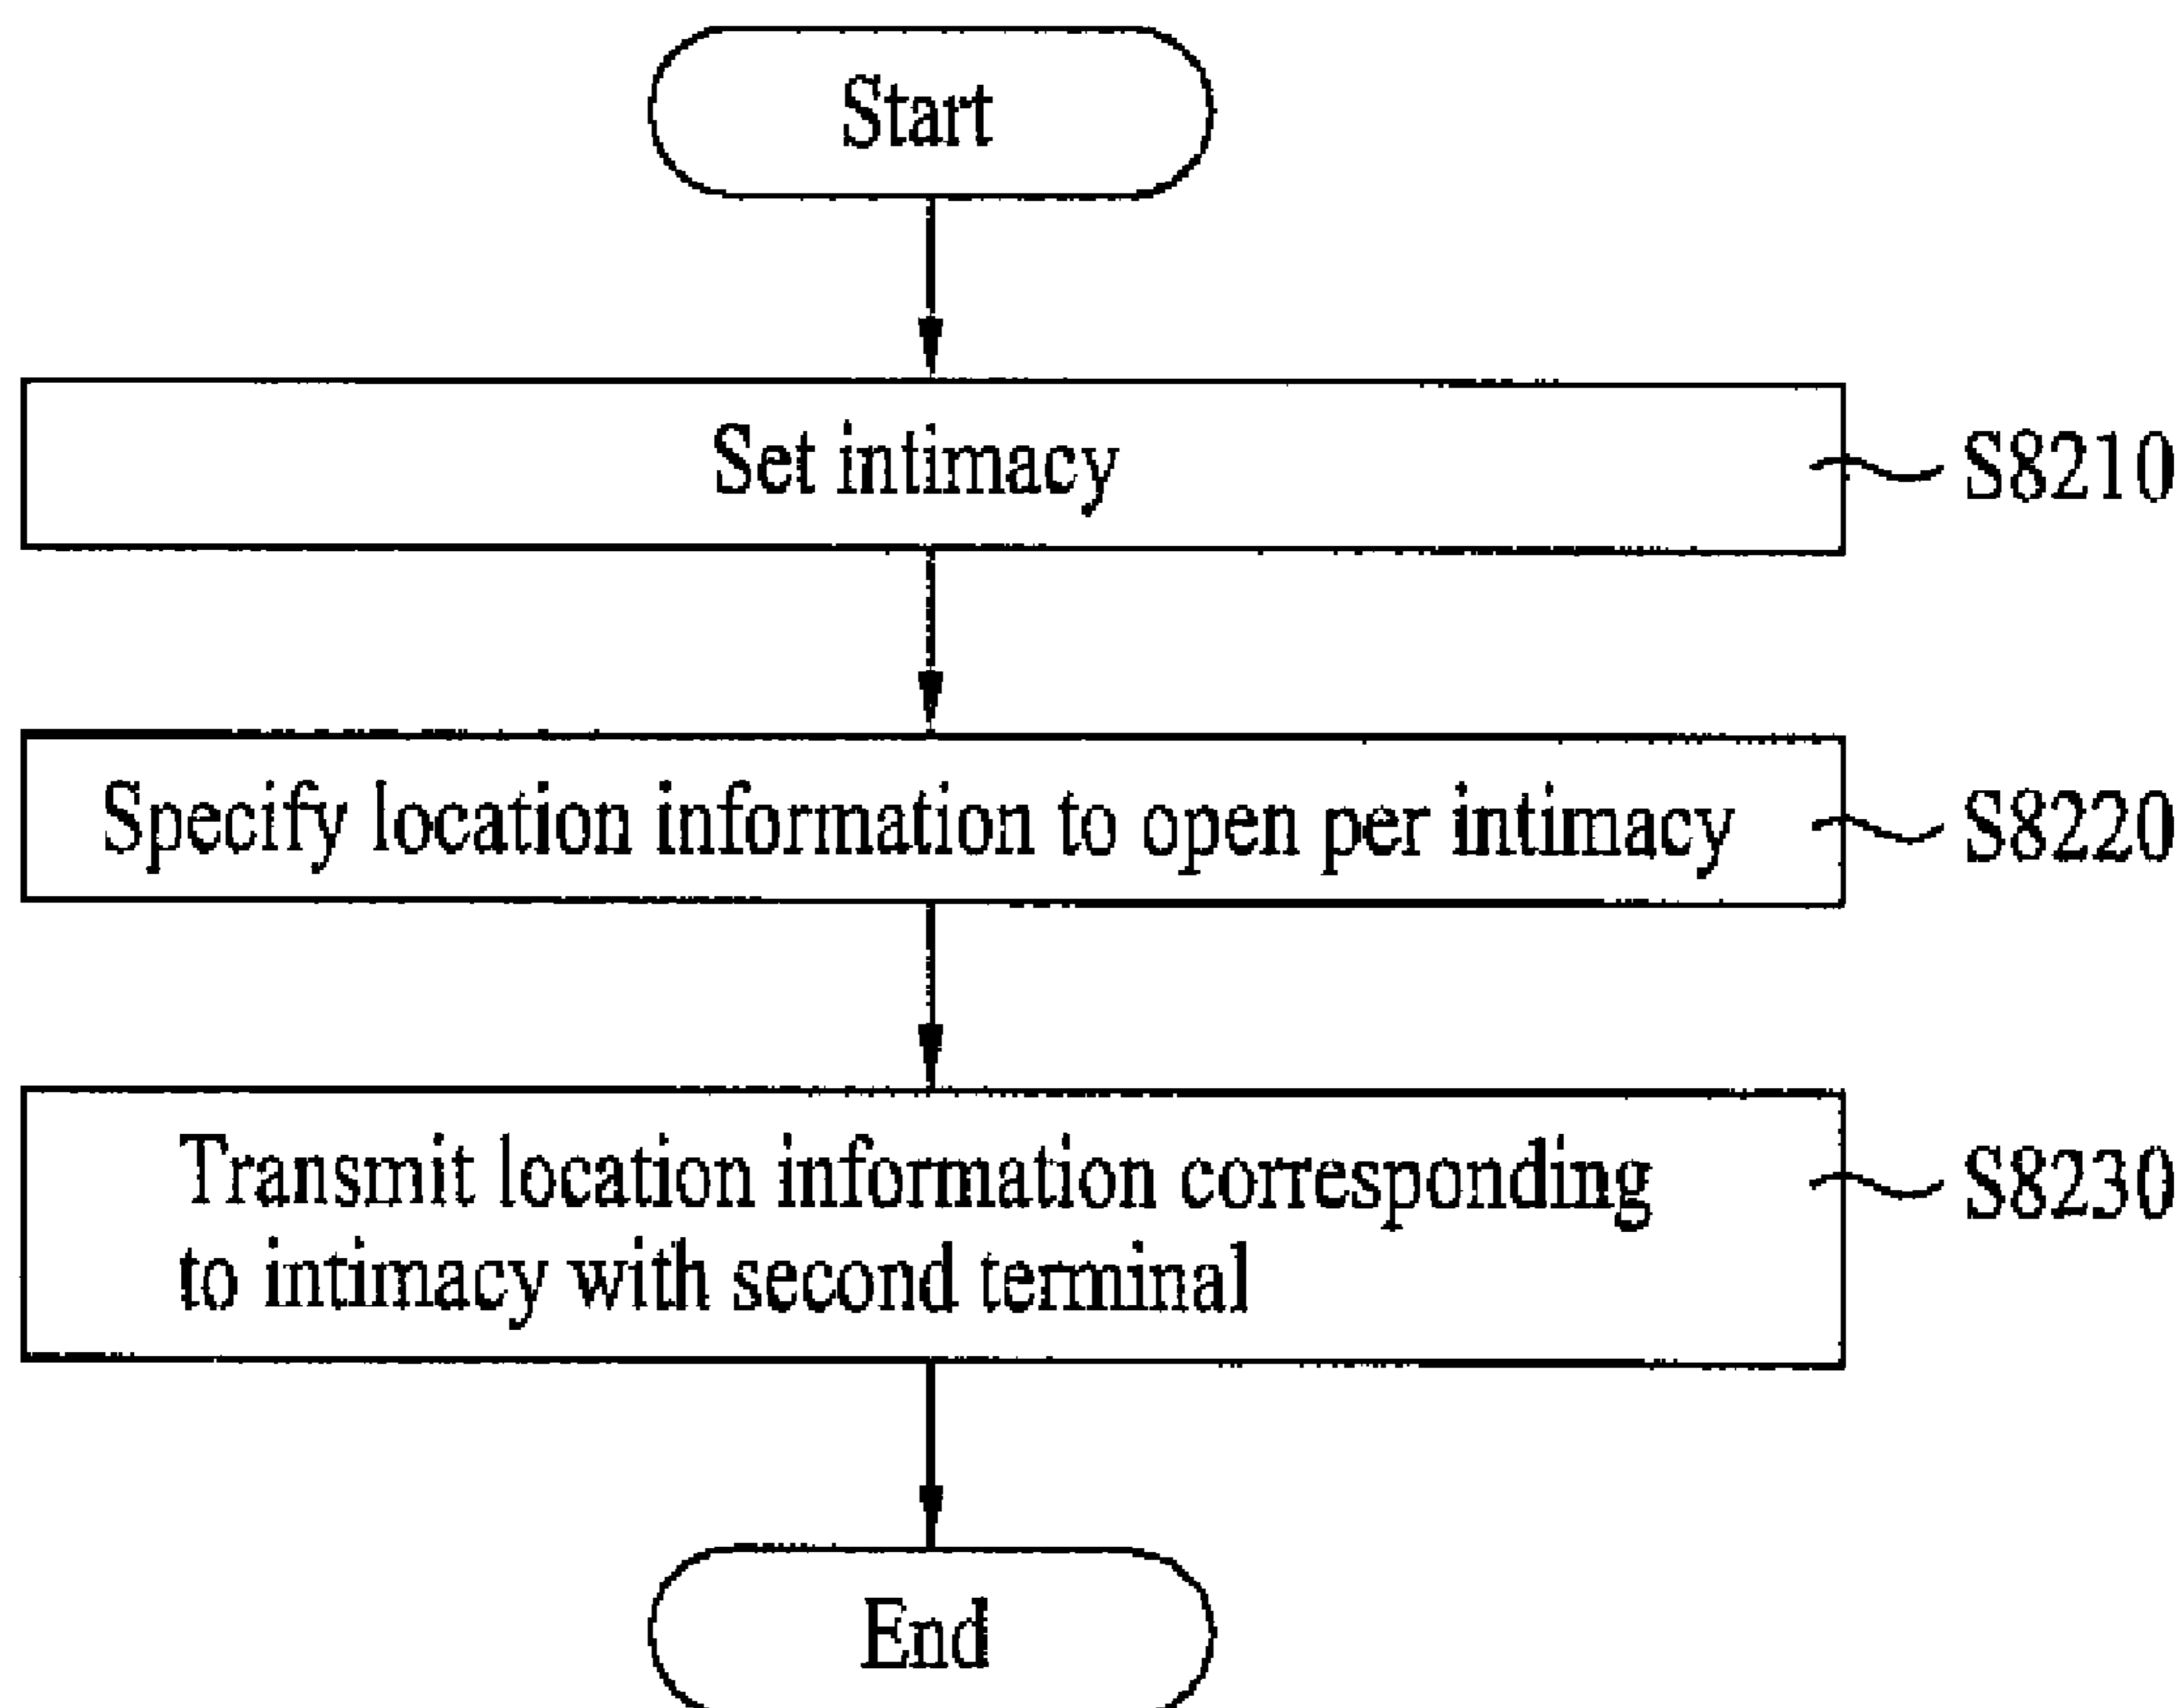 Start
Set intimacy
S8210
Specify location information to open per intimacy
S8220
Transmit location information corresponding
to intimacy with second terminal
S8230
End